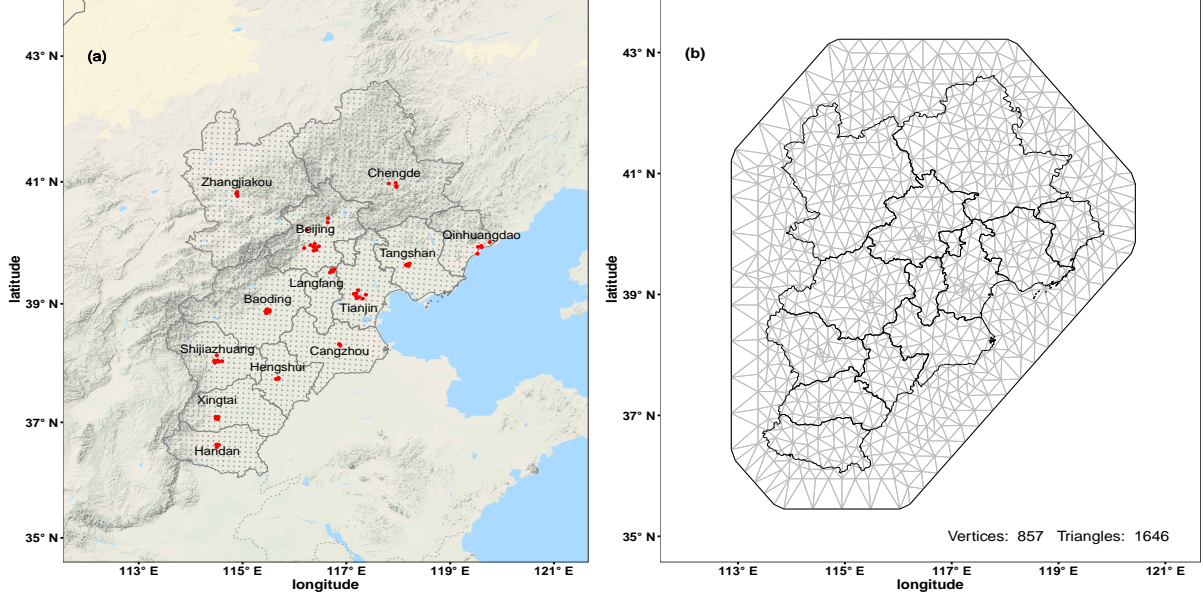 (a)
43° N
41° N
39° N
37° N
35° N
latitude
Zhangjiakou
Chengde
Beijing
Qinhuangdao
Tangshan
Langfang
Baoding
Tianjin
Shijiazhuang
Cangzhou
Hengshui
Xingtai
Handan
113° E 115° E 117° E 119° E 121° E
longitude
(b)
43° N
41° N
39° N
37° N
35° N
latitude
Vertices: 857 Triangles: 1646
113° E 115° E 117° E 119° E 121° E
longitude